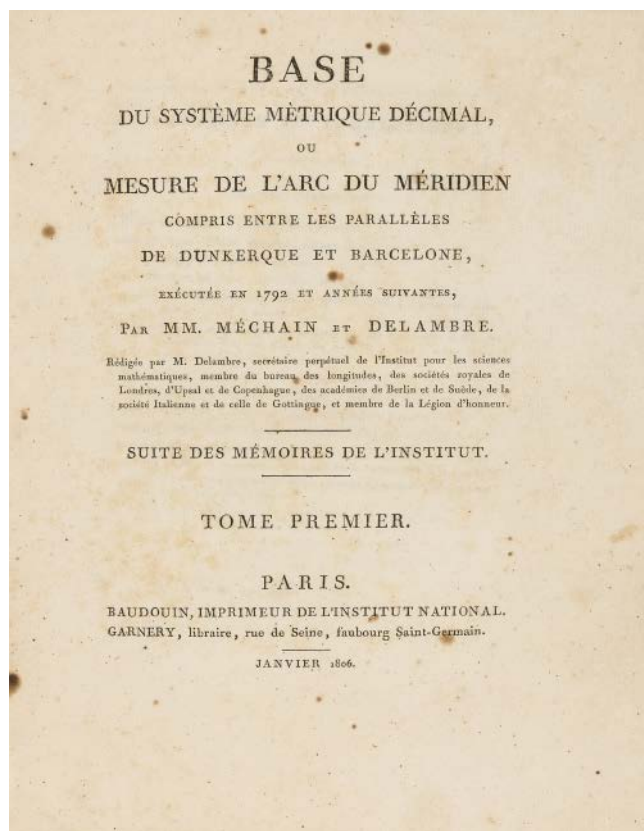 BASE
DU SYSTÈME MÈTRIQUE DÉCIMAL,
OU
MESURE DE L'ARC DU MÉRIDIEN
COMPRIS ENTRE LES PARALLÈLES
DE DUNKERQUE ET BARCELONE,
EXÉCUTÉE EN 1792 ET ANNÉES SUIVANTES,
PAR MM. MÉCHAIN ET DELAMBRE.
Rédigée par M. Delambre, secrétaire perpétuel de l'Institut pour les sciences
mathématiques, membre du bureau des longitudes, des sociétés royales de
Londres, d'Upsal et de Copenhague, des académies de Berlin et de Suède, de la
société Italienne et de celle de Gottingue, et membre de la Légion d'honneur.
SUITE DES MÉMOIRES DE L'INSTITUT.
TOME PREMIER.
PARIS.
BAUDOUIN, IMPRIMEUR DE L'INSTITUT NATIONAL.
GARNERY, libraire, rue de Seine, faubourg Saint-Germain.
JANVIER 1806.